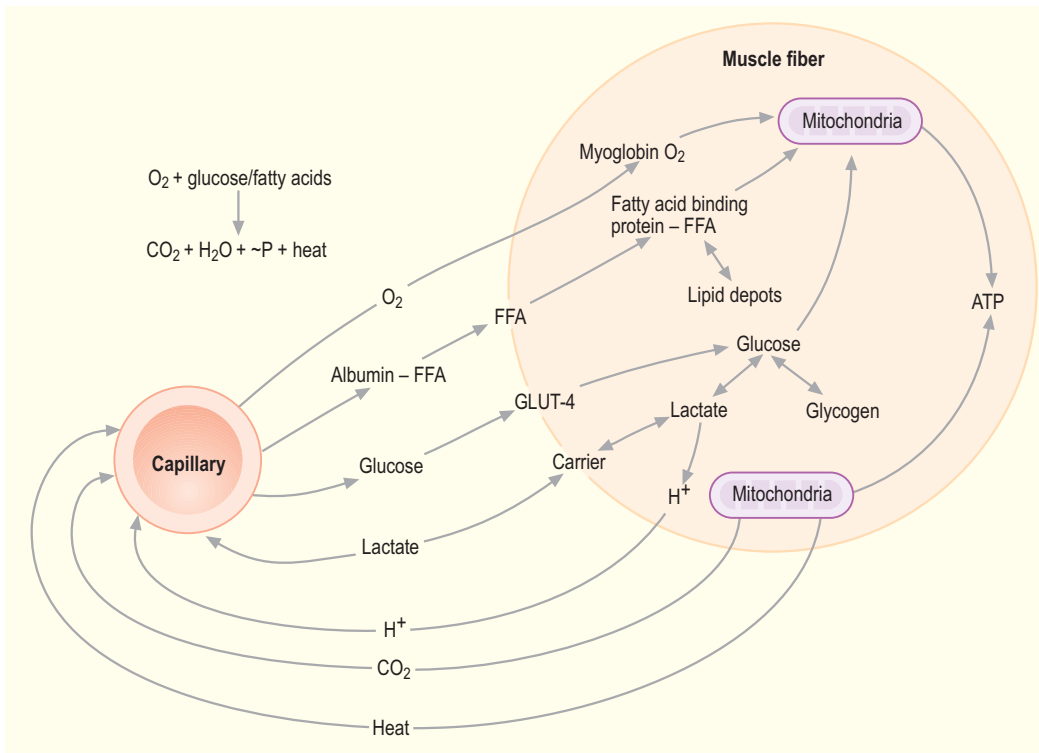 Muscle fiber
Mitochondria
Myoglobin O₂
O₂ + glucose/fatty acids
CO₂ + H₂O + ~P + heat
Fatty acid binding
protein – FFA
Lipid depots
O₂
ATP
FFA
Glucose
Albumin – FFA
GLUT-4
Lactate
Glycogen
Capillary
Glucose
Carrier
H⁺
Mitochondria
Lactate
H⁺
CO₂
Heat